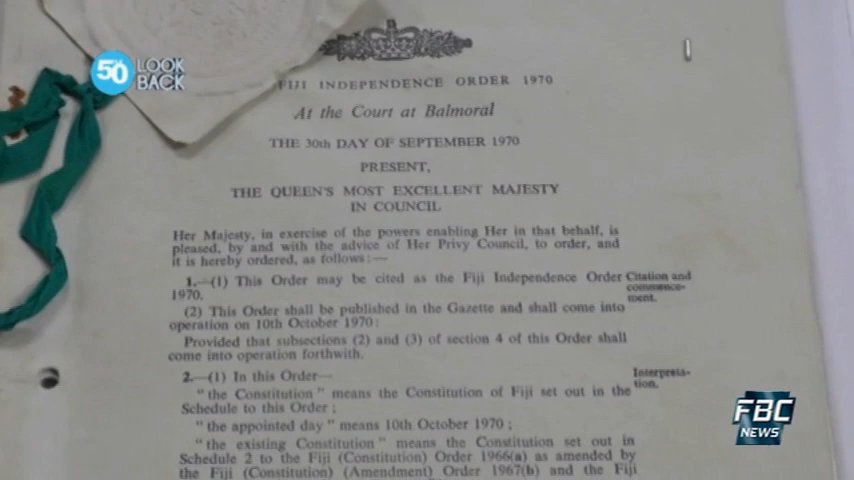 50
LOOK
BACK
FIJI INDEPENDENCE ORDER 1970
At the Court at Balmoral
THE 30th DAY OF SEPTEMBER 1970
PRESENT,
THE QUEEN'S MOST EXCELLENT MAJESTY
IN COUNCIL
Her Majesty, in exercise of the powers enabling Her in that behalf, is
pleased, by and with the advice of Her Privy Council, to order, and
it is hereby ordered, as follows:—
1.—(1) This Order may be cited as the Fiji Independence Order
1970.
Citation and
commence-
ment.
(2) This Order shall be published in the Gazette and shall come into
operation on 10th October 1970:
Provided that subsections (2) and (3) of section 4 of this Order shall
come into operation forthwith.
2.—(1) In this Order—
Interpreta-
tion.
"the Constitution" means the Constitution of Fiji set out in the
Schedule to this Order;
"the appointed day" means 10th October 1970;
"the existing Constitution" means the Constitution set out in
Schedule 2 to the Fiji (Constitution) Order 1966(a) as amended by
the Fiji (Constitution) (Amendment) Order 1967(b) and the Fiji
FBC
NEWS